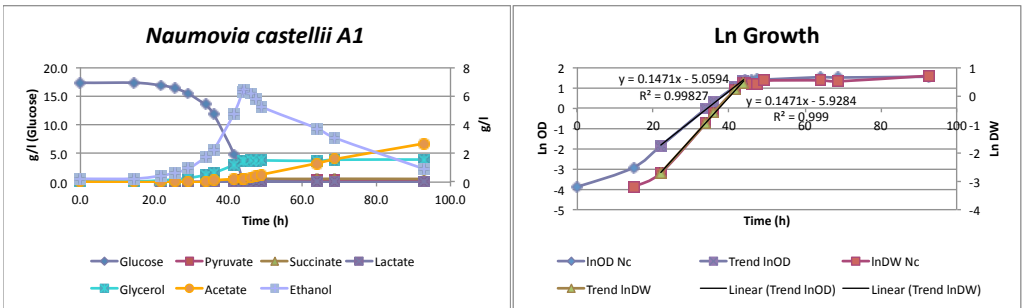 Naumovia castellii A1
20.0
15.0
10.0
5.0
0.0
g/l (Glucose)
8
6
4
2
0
g/l
0.0 20.0 40.0 60.0 80.0 100.0
Time (h)
Glucose Pyruvate Succinate Lactate
Glycerol Acetate Ethanol
Ln Growth
2
1
0
-1
-2
-3
-4
-5
Ln OD
y = 0.1471x - 5.0594
R² = 0.99827
y = 0.1471x - 5.9284
R² = 0.999
1
0
-1
-2
-3
-4
Ln DW
0 20 40 60 80 100
Time (h)
lnOD Nc Trend lnOD lnDW Nc
Trend lnDW Linear (Trend lnOD) Linear (Trend lnDW)